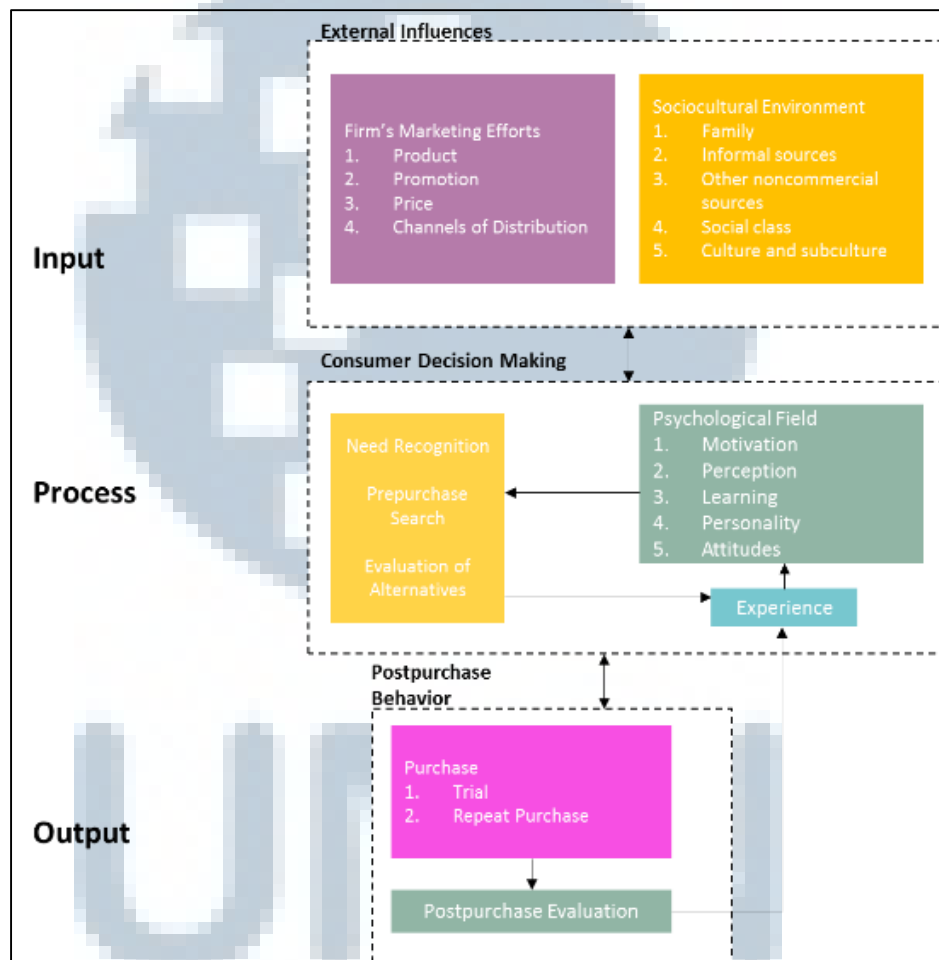 External Influences
Firm's Marketing Efforts
1. Product
2. Promotion
3. Price
4. Channels of Distribution
Sociocultural Environment
1. Family
2. Informal sources
3. Other noncommercial
sources
4. Social class
5. Culture and subculture
Input
Consumer Decision Making
Need Recognition
Prepurchase
Search
Evaluation of
Alternatives
Psychological Field
1. Motivation
2. Perception
3. Learning
4. Personality
5. Attitudes
Experience
Process
Postpurchase
Behavior
Purchase
1. Trial
2. Repeat Purchase
Output
Postpurchase Evaluation